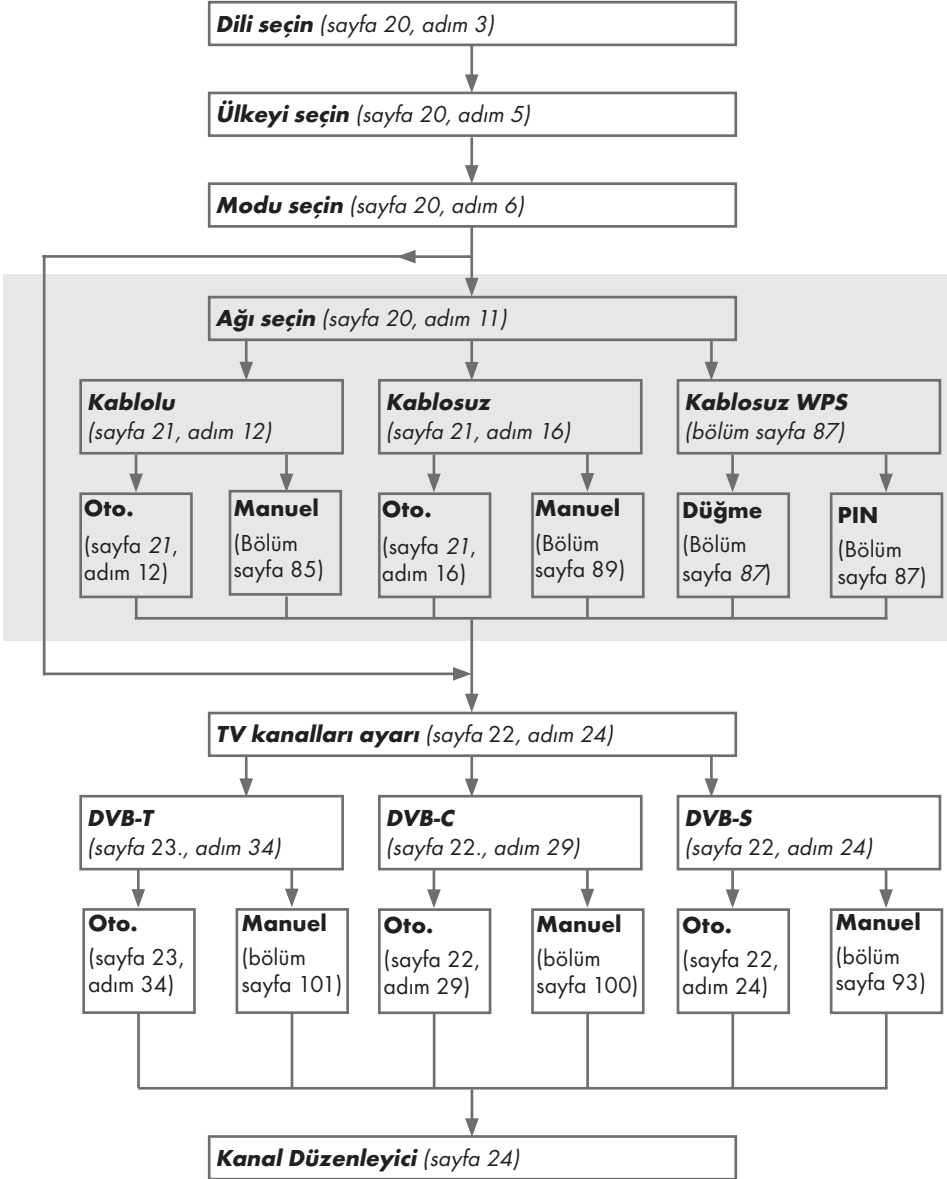 Dili seçin (sayfa 20, adım 3)
Ülkeyi seçin (sayfa 20, adım 5)
Modu seçin (sayfa 20, adım 6)
Ağı seçin (sayfa 20, adım 11)
Kablolu
(sayfa 21, adım 12)
Kablosuz
(sayfa 21, adım 16)
Kablosuz WPS
(bölüm sayfa 87)
Oto.
(sayfa 21,
adım 12)
Manuel
(Bölüm
sayfa 85)
Oto.
(sayfa 21,
adım 16)
Manuel
(Bölüm
sayfa 89)
Düğme
(Bölüm
sayfa 87)
PIN
(Bölüm
sayfa 87)
TV kanalları ayarı (sayfa 22, adım 24)
DVB-T
(sayfa 23., adım 34)
DVB-C
(sayfa 22., adım 29)
DVB-S
(sayfa 22, adım 24)
Oto.
(sayfa 23,
adım 34)
Manuel
(bölüm
sayfa 101)
Oto.
(sayfa 22,
adım 29)
Manuel
(bölüm
sayfa 100)
Oto.
(sayfa 22,
adım 24)
Manuel
(bölüm
sayfa 93)
Kanal Düzenleyici (sayfa 24)